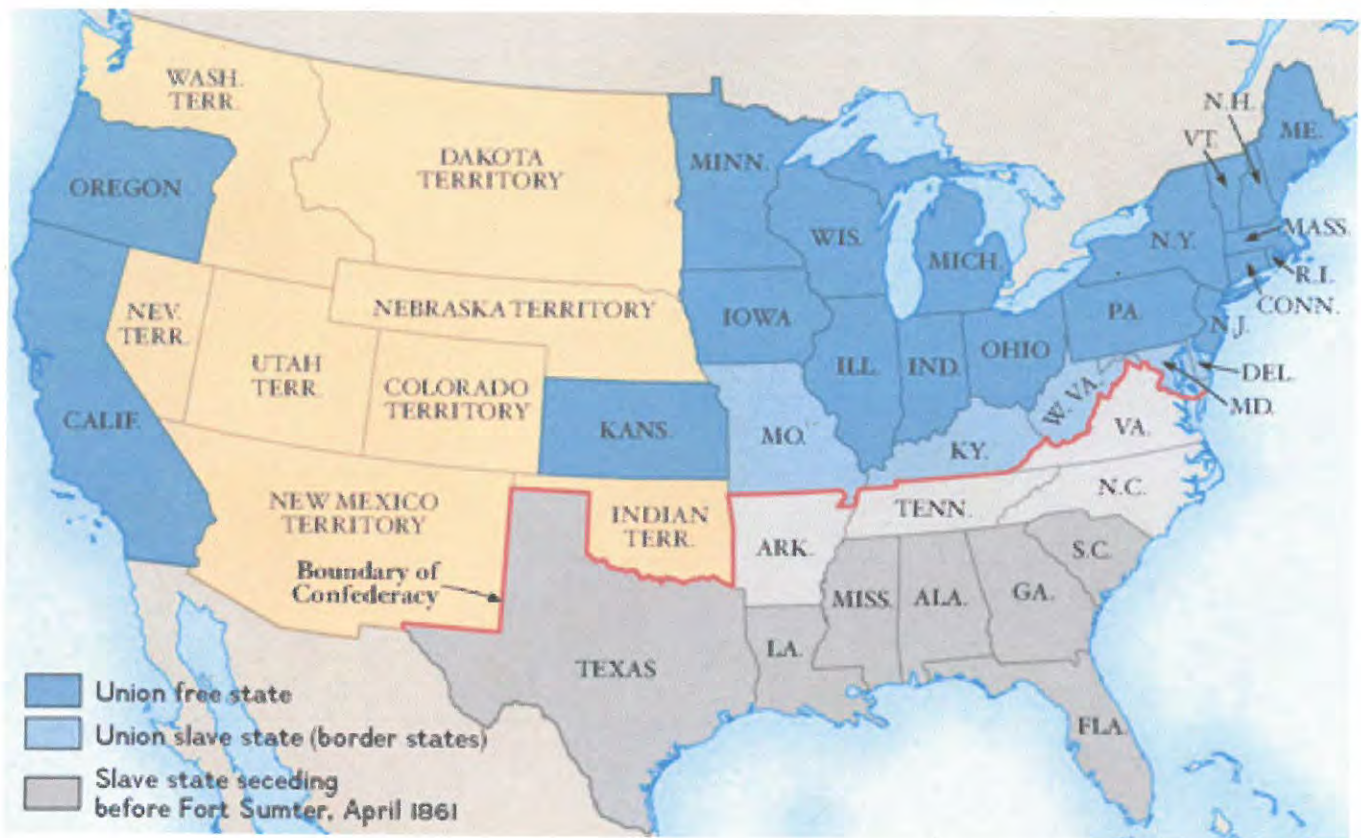 WASH.
TERR.
OREGON
DAKOTA
TERRITORY
MINN.
N.H.
VT.
ME.
WIS.
MICH.
N.Y.
MASS.
R.I.
CONN.
NEV.
TERR.
UTAH
TERR.
NEBRASKA TERRITORY
COLORADO
TERRITORY
IOWA
ILL.
IND.
OHIO
PA.
N.J.
DEL.
MD.
W. VA.
VA.
CALIF.
KANS.
MO.
KY.
NEW MEXICO
TERRITORY
INDIAN
TERR.
TENN.
N.C.
ARK.
S.C.
Boundary of
Confederacy
MISS.
ALA.
GA.
TEXAS
LA.
FLA.
Union free state
Union slave state (border states)
Slave state seceding
before Fort Sumter, April 1861